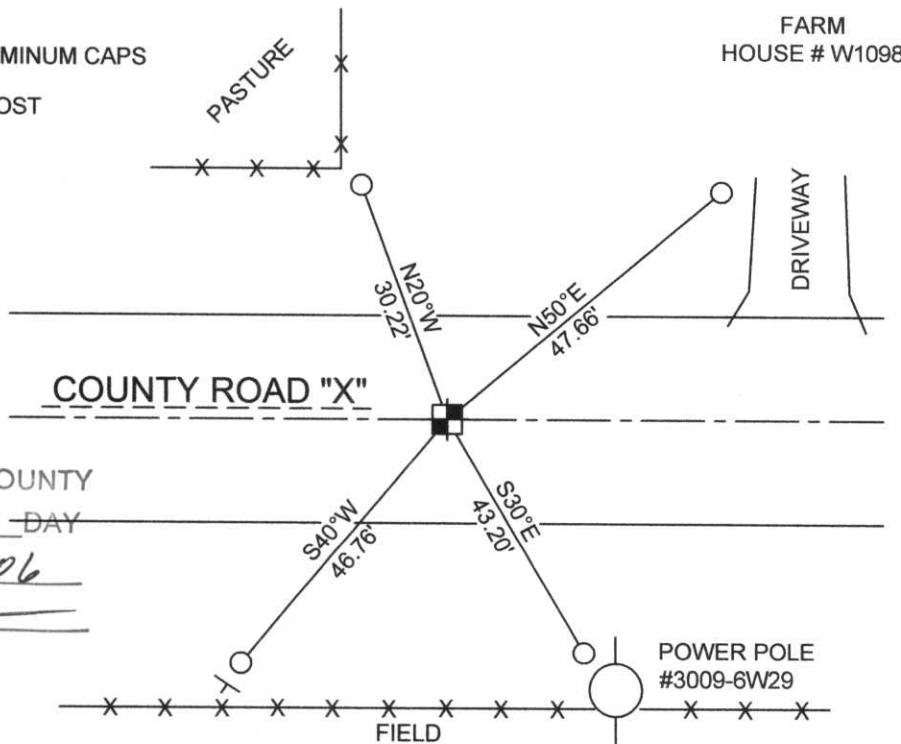 MINUM CAPS
OST
PASTURE
FARM
HOUSE # W1098
DRIVEWAY
N20°W
30.22'
N50°E
47.66'
COUNTY ROAD "X"
OUNTY
DAY
06
S40°W
46.76'
S30°E
43.20'
POWER POLE
#3009-6W29
FIELD